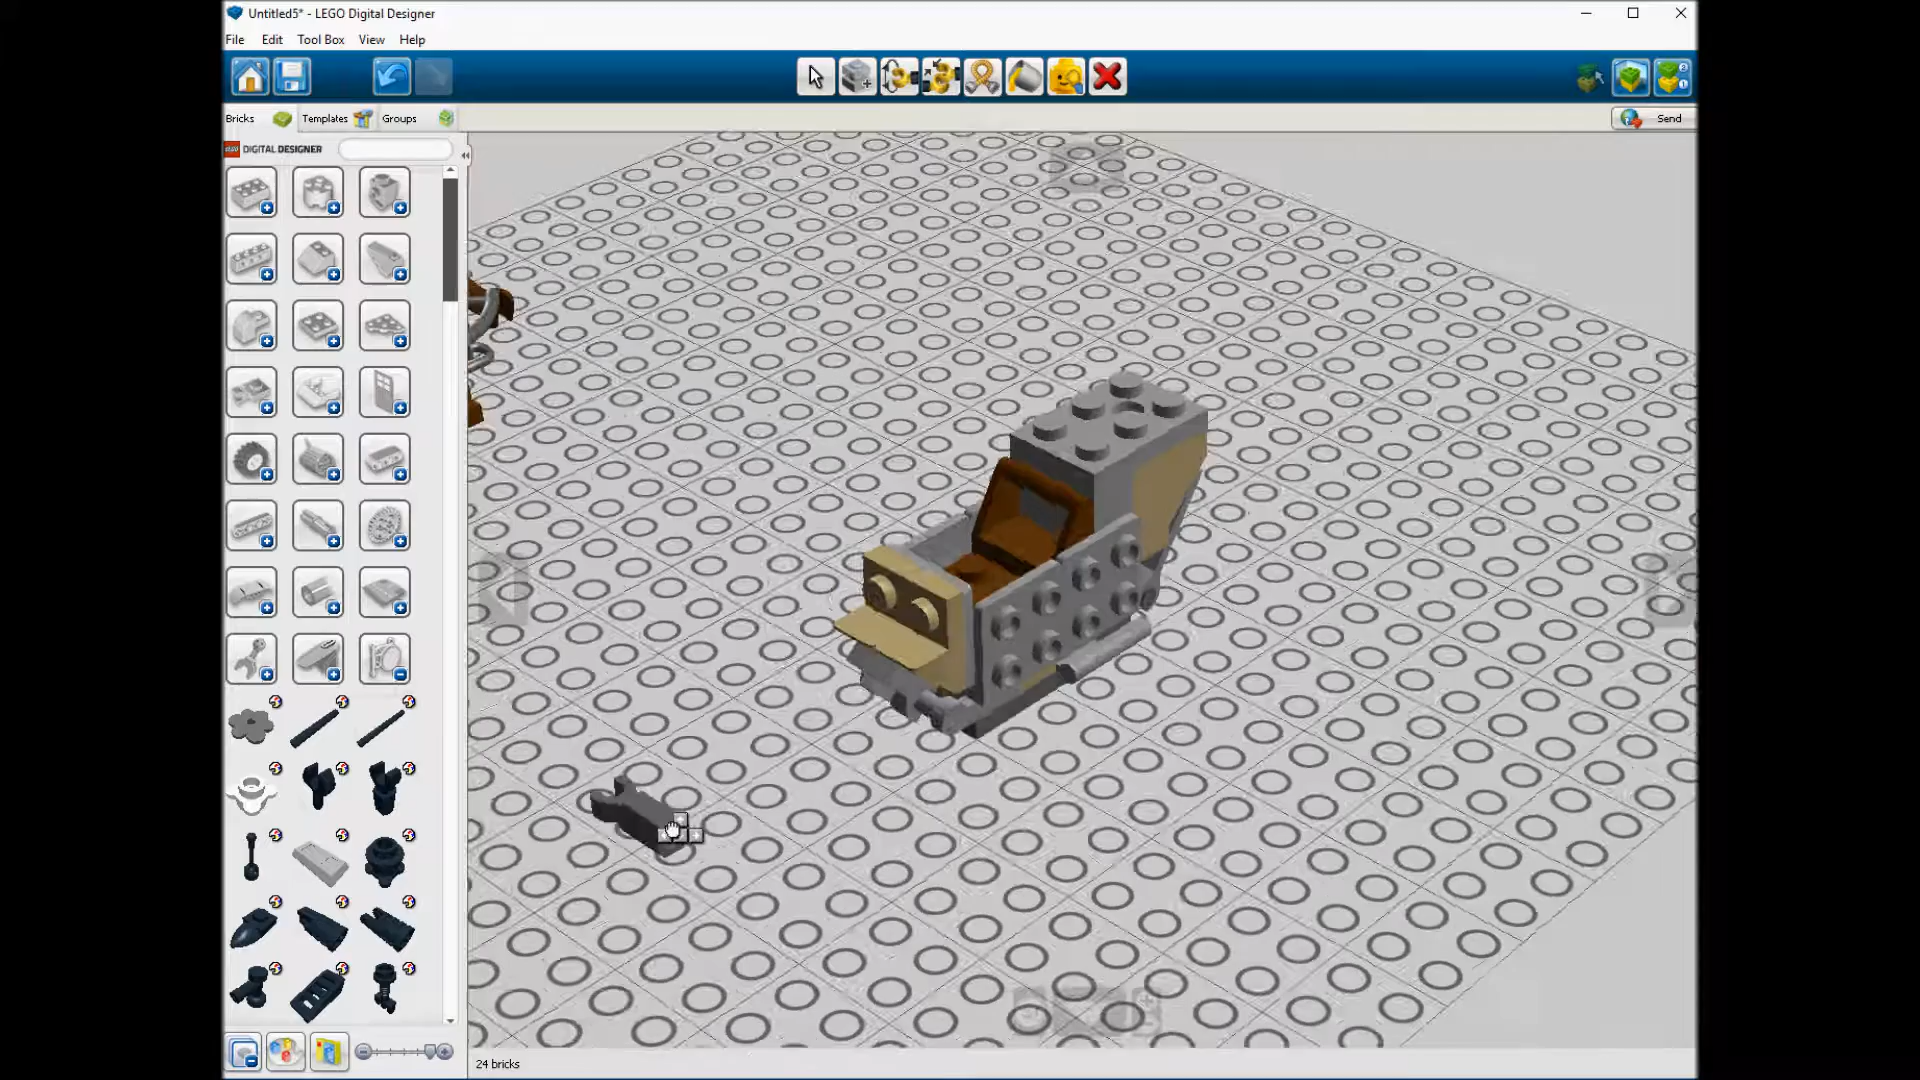 Untitled5* - LEGO Digital Designer
File Edit Tool Box View Help
Bricks Templates Groups
Send
DIGITAL DESIGNER
24 bricks